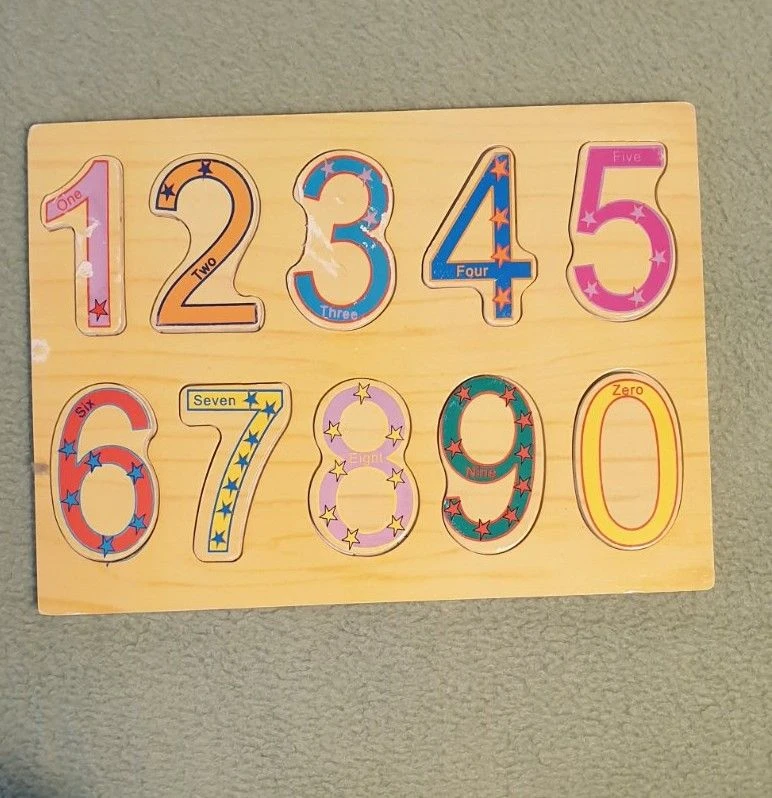 1 2 3 4 5
One Two Three Four Five
6 7 8 9 0
Six Seven Eight Nine Zero